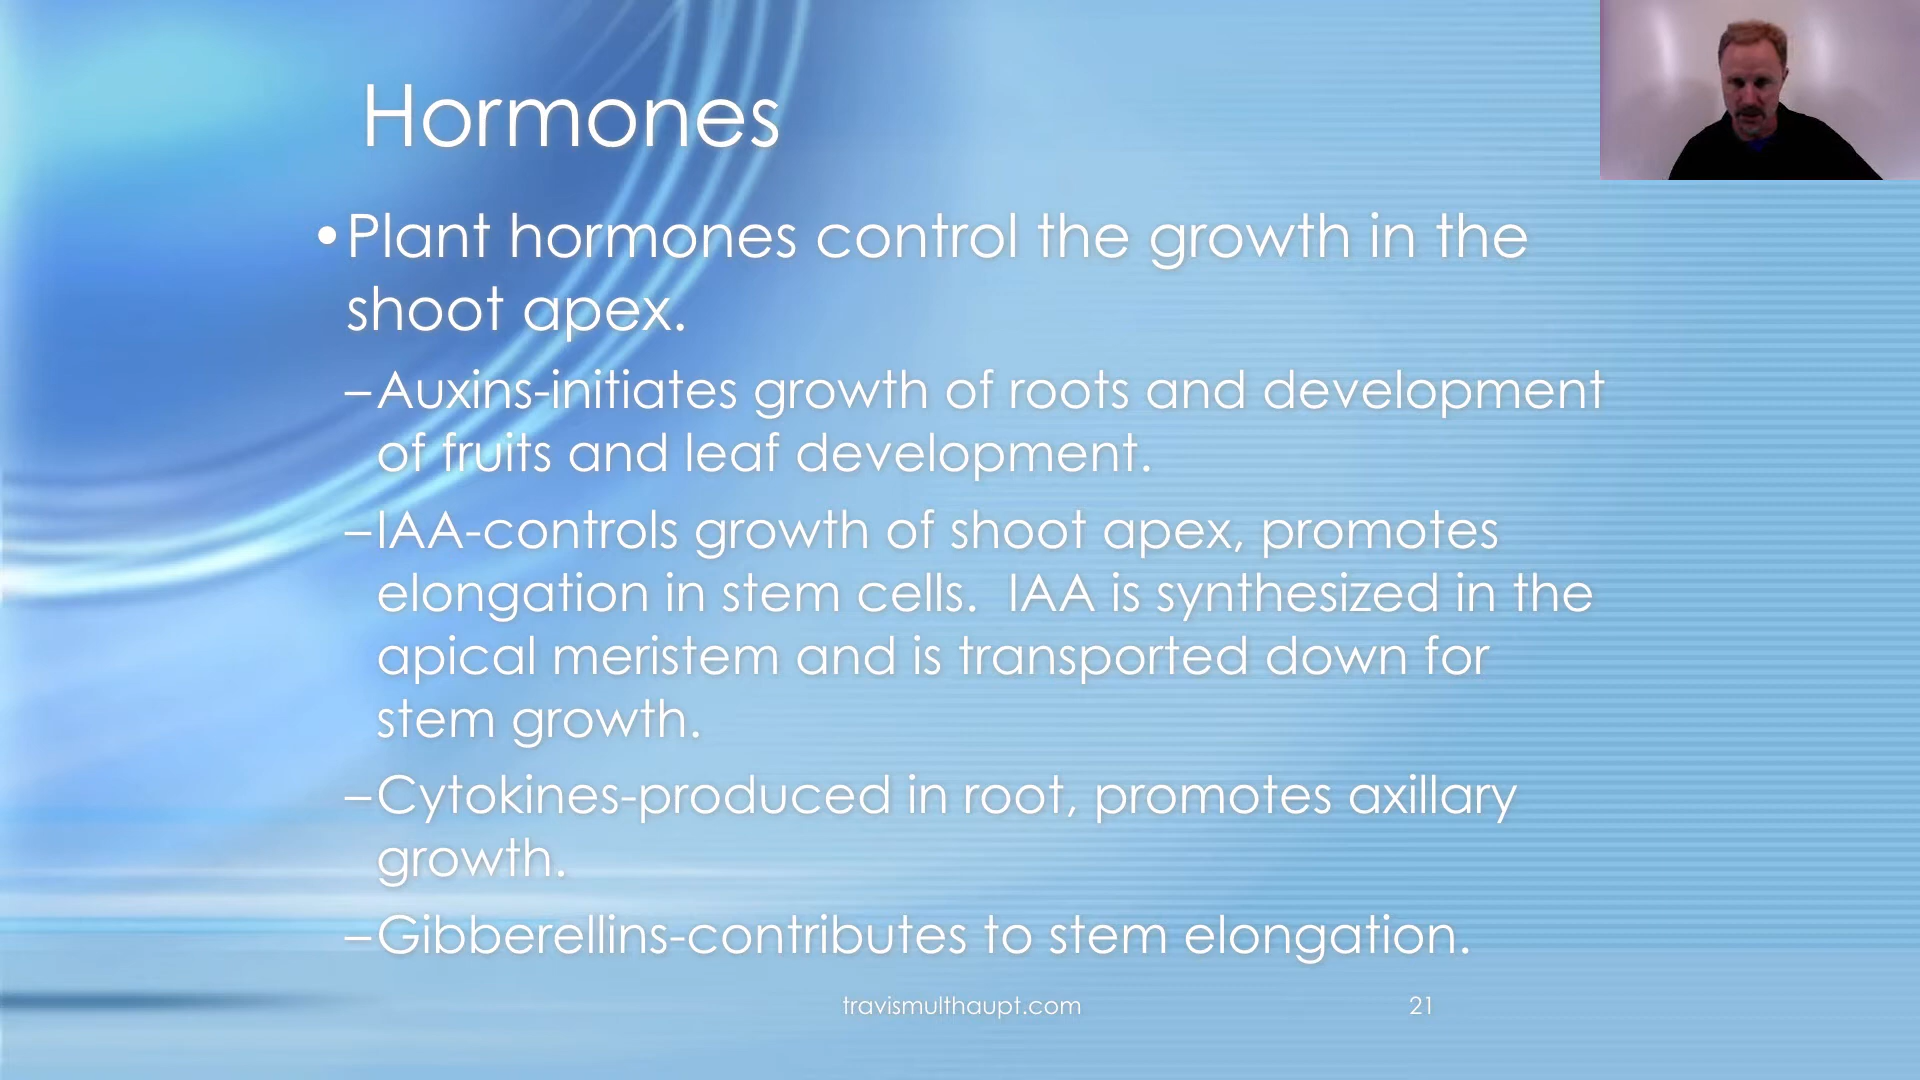 Hormones
•Plant hormones control the growth in the
shoot apex.
–Auxins-initiates growth of roots and development
of fruits and leaf development.
–IAA-controls growth of shoot apex, promotes
elongation in stem cells.  IAA is synthesized in the
apical meristem and is transported down for
stem growth.
–Cytokines-produced in root, promotes axillary
growth.
–Gibberellins-contributes to stem elongation.
travismulthaupt.com
21